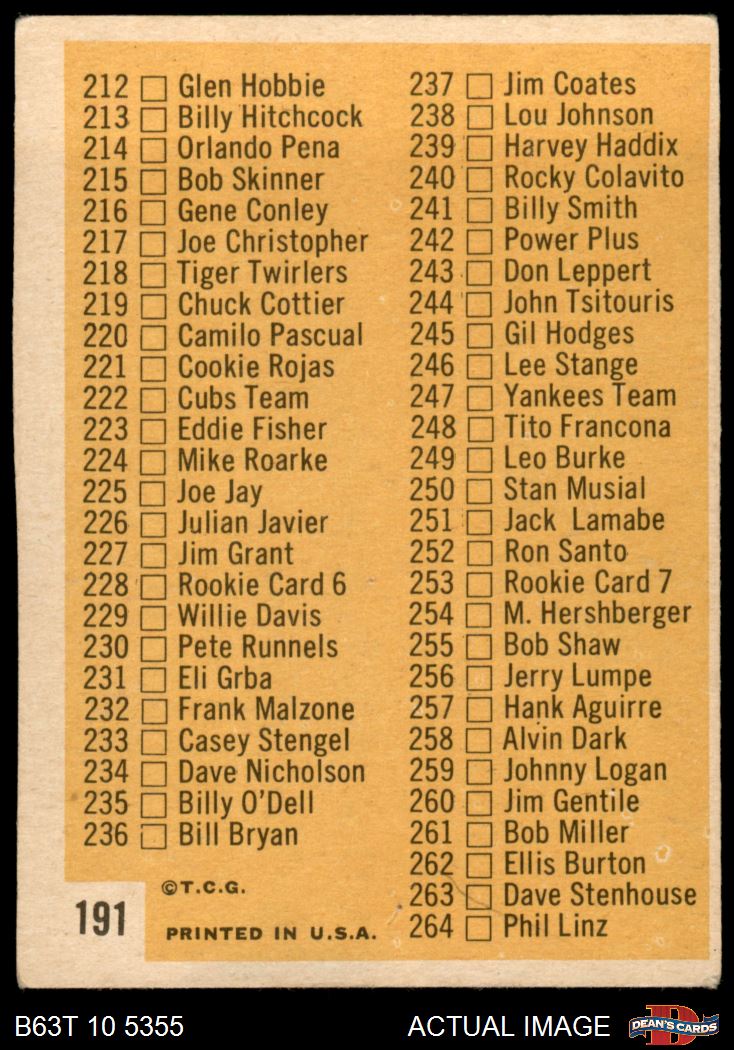 212 Glen Hobbie
213 Billy Hitchcock
214 Orlando Pena
215 Bob Skinner
216 Gene Conley
217 Joe Christopher
218 Tiger Twirlers
219 Chuck Cottier
220 Camilo Pascual
221 Cookie Rojas
222 Cubs Team
223 Eddie Fisher
224 Mike Roarke
225 Joe Jay
226 Julian Javier
227 Jim Grant
228 Rookie Card 6
229 Willie Davis
230 Pete Runnels
231 Eli Grba
232 Frank Malzone
233 Casey Stengel
234 Dave Nicholson
235 Billy O'Dell
236 Bill Bryan
237 Jim Coates
238 Lou Johnson
239 Harvey Haddix
240 Rocky Colavito
241 Billy Smith
242 Power Plus
243 Don Leppert
244 John Tsitouris
245 Gil Hodges
246 Lee Stange
247 Yankees Team
248 Tito Francona
249 Leo Burke
250 Stan Musial
251 Jack Lamabe
252 Ron Santo
253 Rookie Card 7
254 M. Hershberger
255 Bob Shaw
256 Jerry Lumpe
257 Hank Aguirre
258 Alvin Dark
259 Johnny Logan
260 Jim Gentile
261 Bob Miller
262 Ellis Burton
263 Dave Stenhouse
264 Phil Linz
©T.C.G.
191
PRINTED IN U.S.A.
B63T 10 5355
ACTUAL IMAGE
D
DEAN'S CARDS